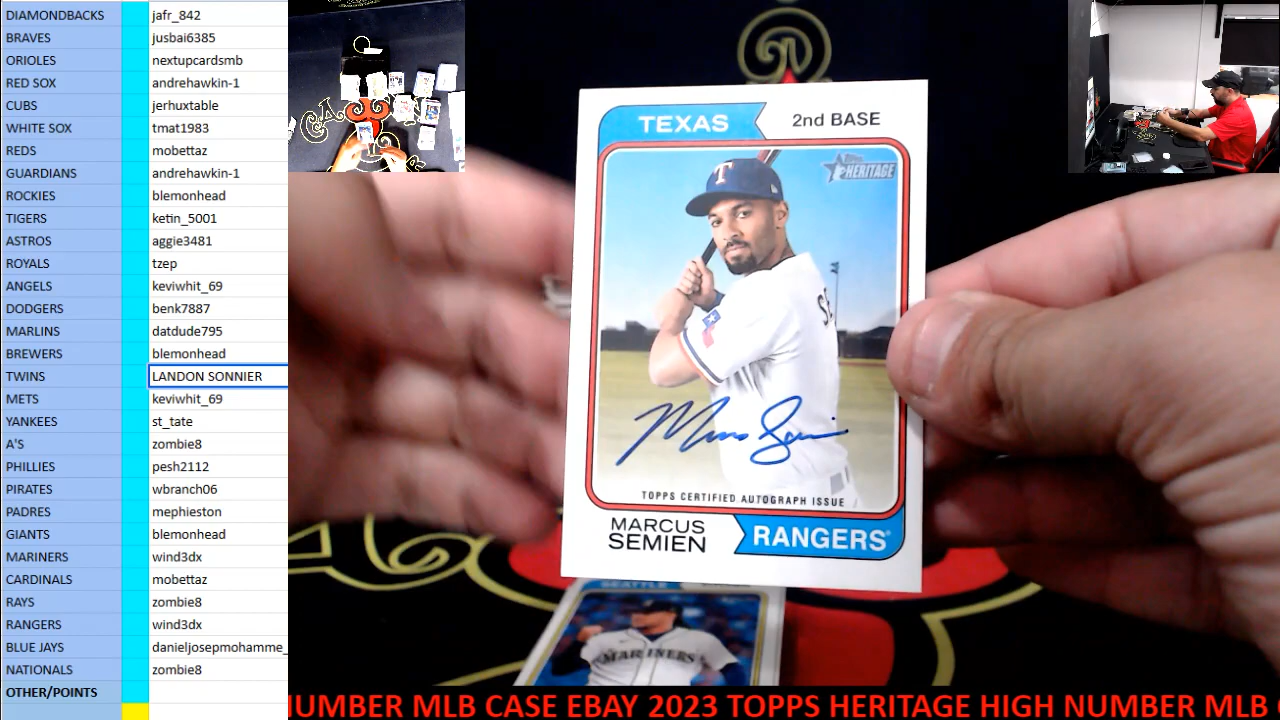 DIAMONDBACKS jafr_842
BRAVES jusbai6385
ORIOLES nextupcardsmb
RED SOX andrehawkin-1
CUBS jerhuxtable
WHITE SOX tmat1983
REDS mobettaz
GUARDIANS andrehawkin-1
ROCKIES blemonhead
TIGERS ketin_5001
ASTROS aggie3481
ROYALS tzep
ANGELS keviwhit_69
DODGERS benk7887
MARLINS datdude795
BREWERS blemonhead
TWINS LANDON SONNIER
METS keviwhit_69
YANKEES st_tate
A'S zombie8
PHILLIES pesh2112
PIRATES wbranch06
PADRES mephieston
GIANTS blemonhead
MARINERS wind3dx
CARDINALS mobettaz
RAYS zombie8
RANGERS wind3dx
BLUE JAYS danieljosepmohamme_
NATIONALS zombie8
OTHER/POINTS
TEXAS 2nd BASE
Topps HERITAGE
T
TOPPS CERTIFIED AUTOGRAPH ISSUE
MARCUS
SEMIEN
RANGERS
SEATTLE
MARINERS
NUMBER MLB CASE EBAY 2023 TOPPS HERITAGE HIGH NUMBER MLB